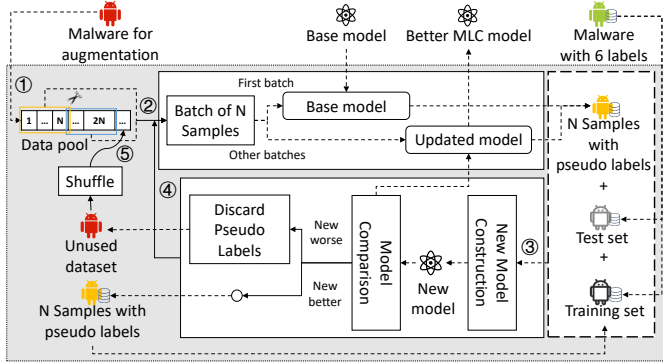 Malware for
augmentation
Base model
Better MLC model
Malware
with 6 labels
①
1 ... N ... 2N ...
Data pool
②
First batch
Batch of N
Samples
Base model
Other batches
Updated model
N Samples
with
pseudo labels
+
Test set
+
Training set
⑤
Shuffle
Unused
dataset
④
Discard
Pseudo
Labels
New
worse
New
better
Model
Comparison
New
model
New Model
Construction
③
N Samples with
pseudo labels